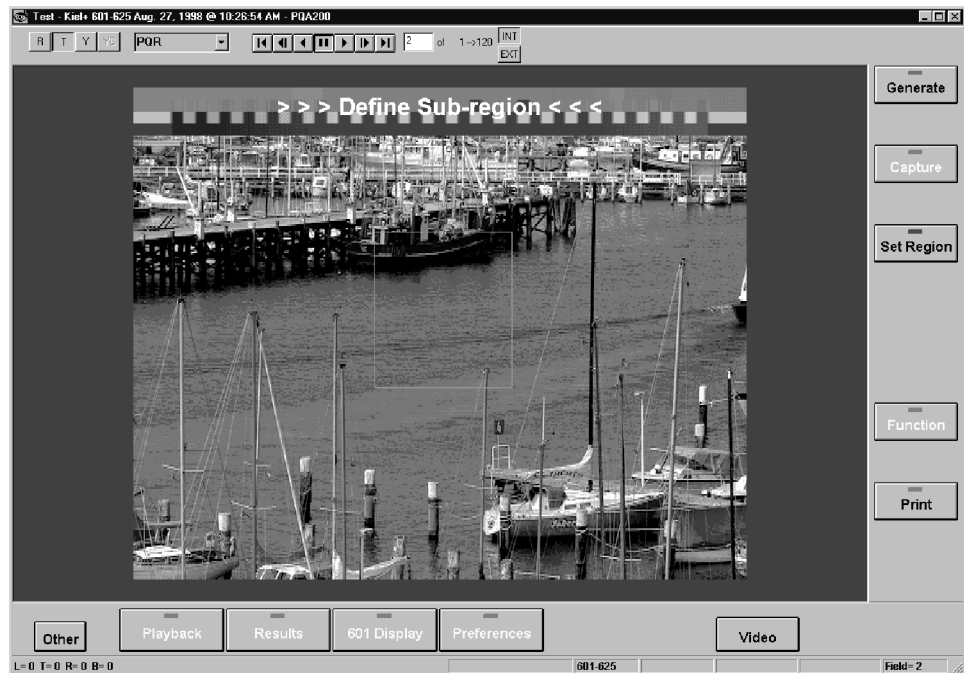 Test - Kiel+ 601-625 Aug. 27, 1998 @ 10:26:54 AM - PQA200
R T Y YC PQR 2 of 1->120 INT
EXT
> > > Define Sub-region < < <
Generate
Capture
Set Region
4
Function
Print
Other Playback Results 601 Display Preferences Video
L= 0 T= 0 R= 0 B= 0 601-625 Field= 2